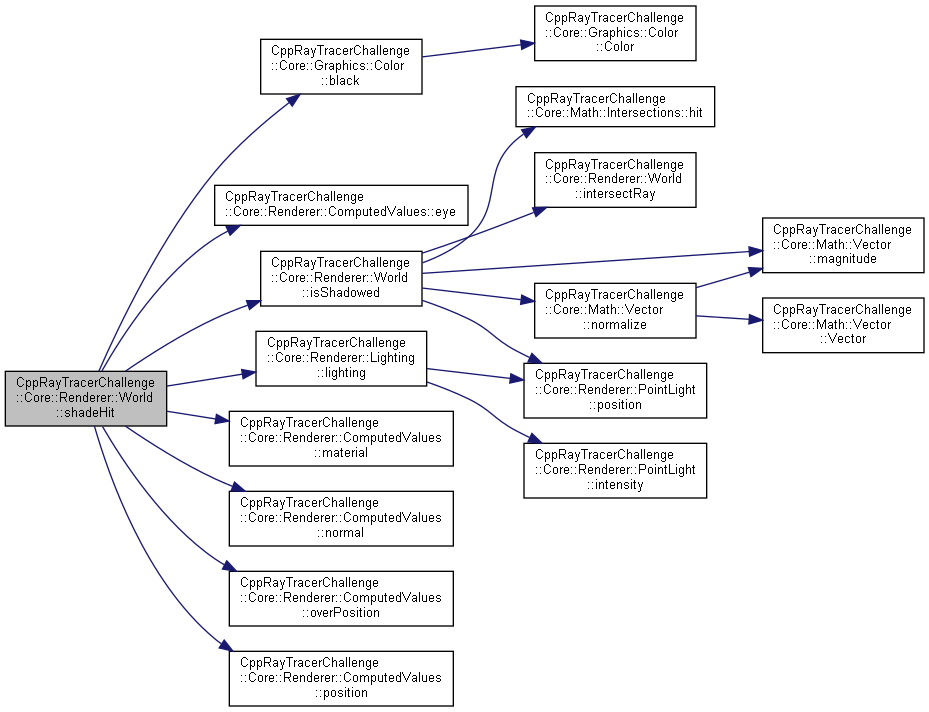 CppRayTracerChallenge
::Core::Renderer::World
::shadeHit
CppRayTracerChallenge
::Core::Graphics::Color
::black
CppRayTracerChallenge
::Core::Graphics::Color
::Color
CppRayTracerChallenge
::Core::Renderer::ComputedValues::eye
CppRayTracerChallenge
::Core::Renderer::World
::isShadowed
CppRayTracerChallenge
::Core::Math::Intersections::hit
CppRayTracerChallenge
::Core::Renderer::World
::intersectRay
CppRayTracerChallenge
::Core::Math::Vector
::magnitude
CppRayTracerChallenge
::Core::Math::Vector
::normalize
CppRayTracerChallenge
::Core::Math::Vector
::Vector
CppRayTracerChallenge
::Core::Renderer::PointLight
::position
CppRayTracerChallenge
::Core::Renderer::Lighting
::lighting
CppRayTracerChallenge
::Core::Renderer::PointLight
::intensity
CppRayTracerChallenge
::Core::Renderer::ComputedValues
::material
CppRayTracerChallenge
::Core::Renderer::ComputedValues
::normal
CppRayTracerChallenge
::Core::Renderer::ComputedValues
::overPosition
CppRayTracerChallenge
::Core::Renderer::ComputedValues
::position